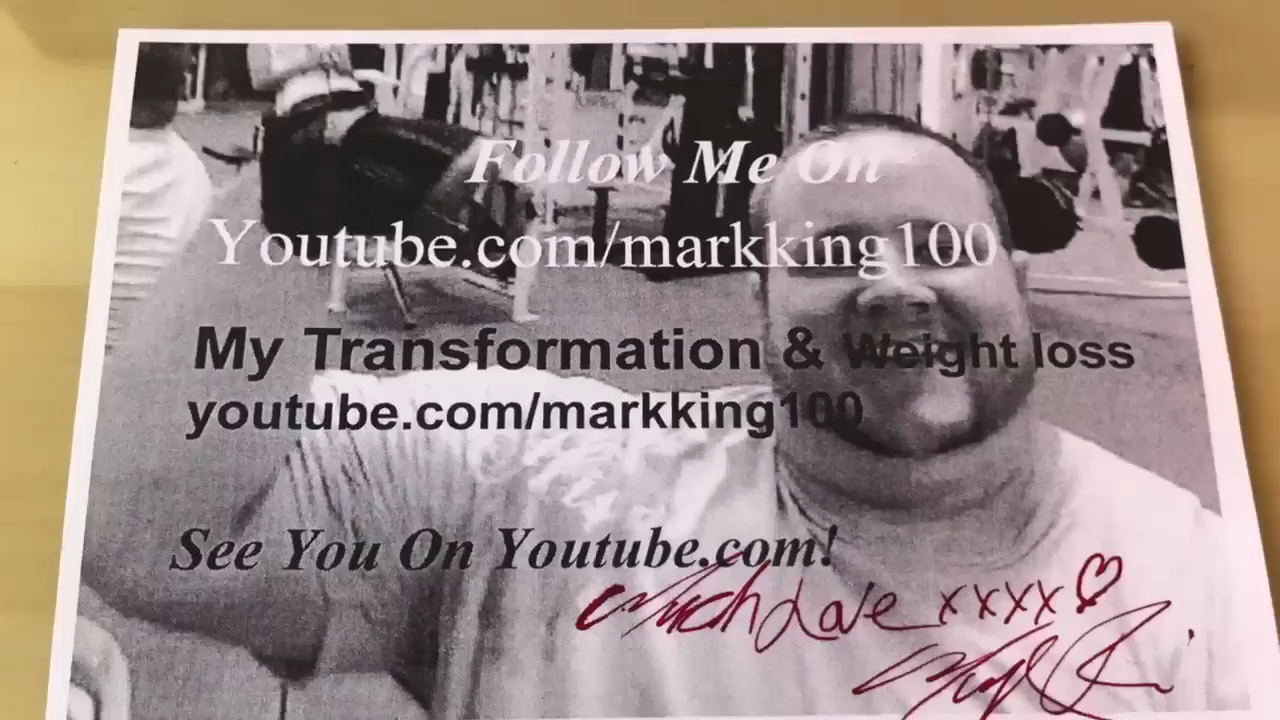 Follow Me On
Youtube.com/markking100
My Transformation & Weight loss
youtube.com/markking100
See You On Youtube.com!
Much Love xxxx